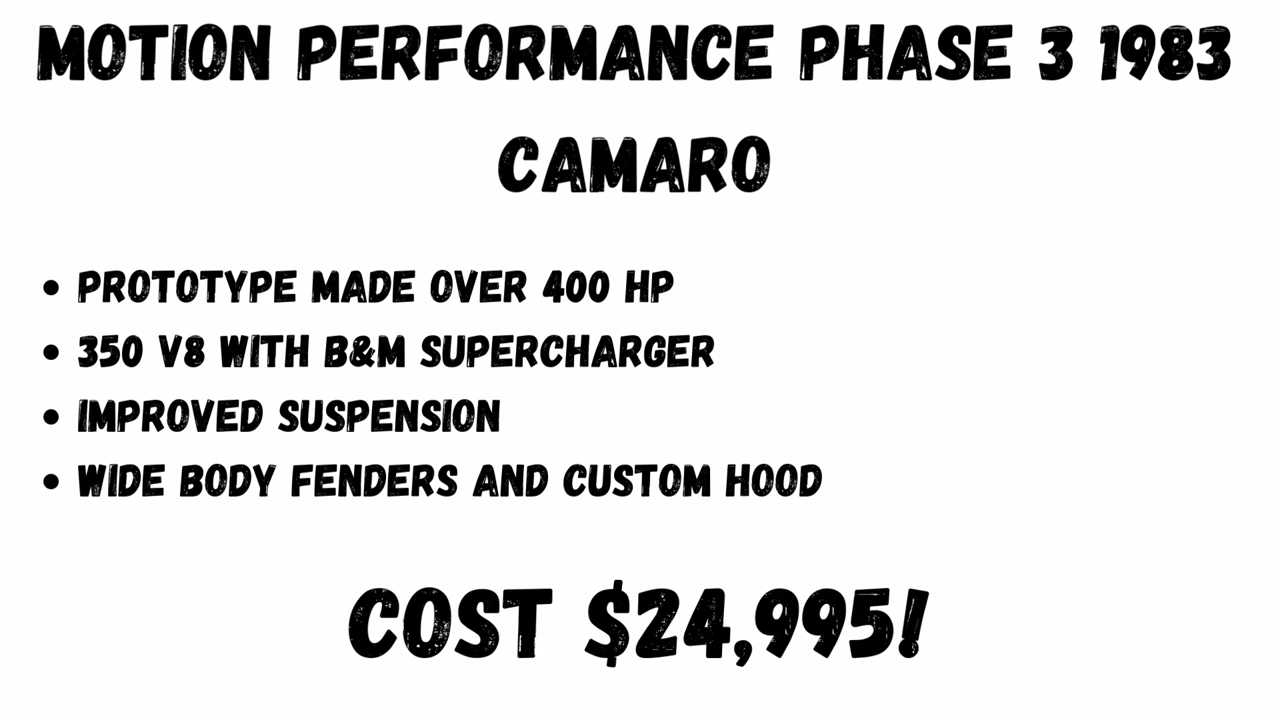 MOTION PERFORMANCE PHASE 3 1983
CAMARO
• PROTOTYPE MADE OVER 400 HP
• 350 V8 WITH B&M SUPERCHARGER
• IMPROVED SUSPENSION
• WIDE BODY FENDERS AND CUSTOM HOOD
COST $24,995!